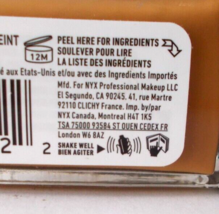 EINT
12M
PEEL HERE FOR INGREDIENTS
SOULEVER POUR LIRE
LA LISTE DES INGRÉDIENTS
é aux Etats-Unis et/ou avec des Ingredients Importés
Mfd. For NYX Professional Makeup LLC
El Segundo, CA 90245. 41, rue Martre
92110 CLICHY France. Imp. by/par
NYX Canada, Montreal H4T 1K5
TSA 75000 93584 ST OUEN CEDEX FR
London W6 8AZ
2 2
SHAKE WELL
BIEN AGITER